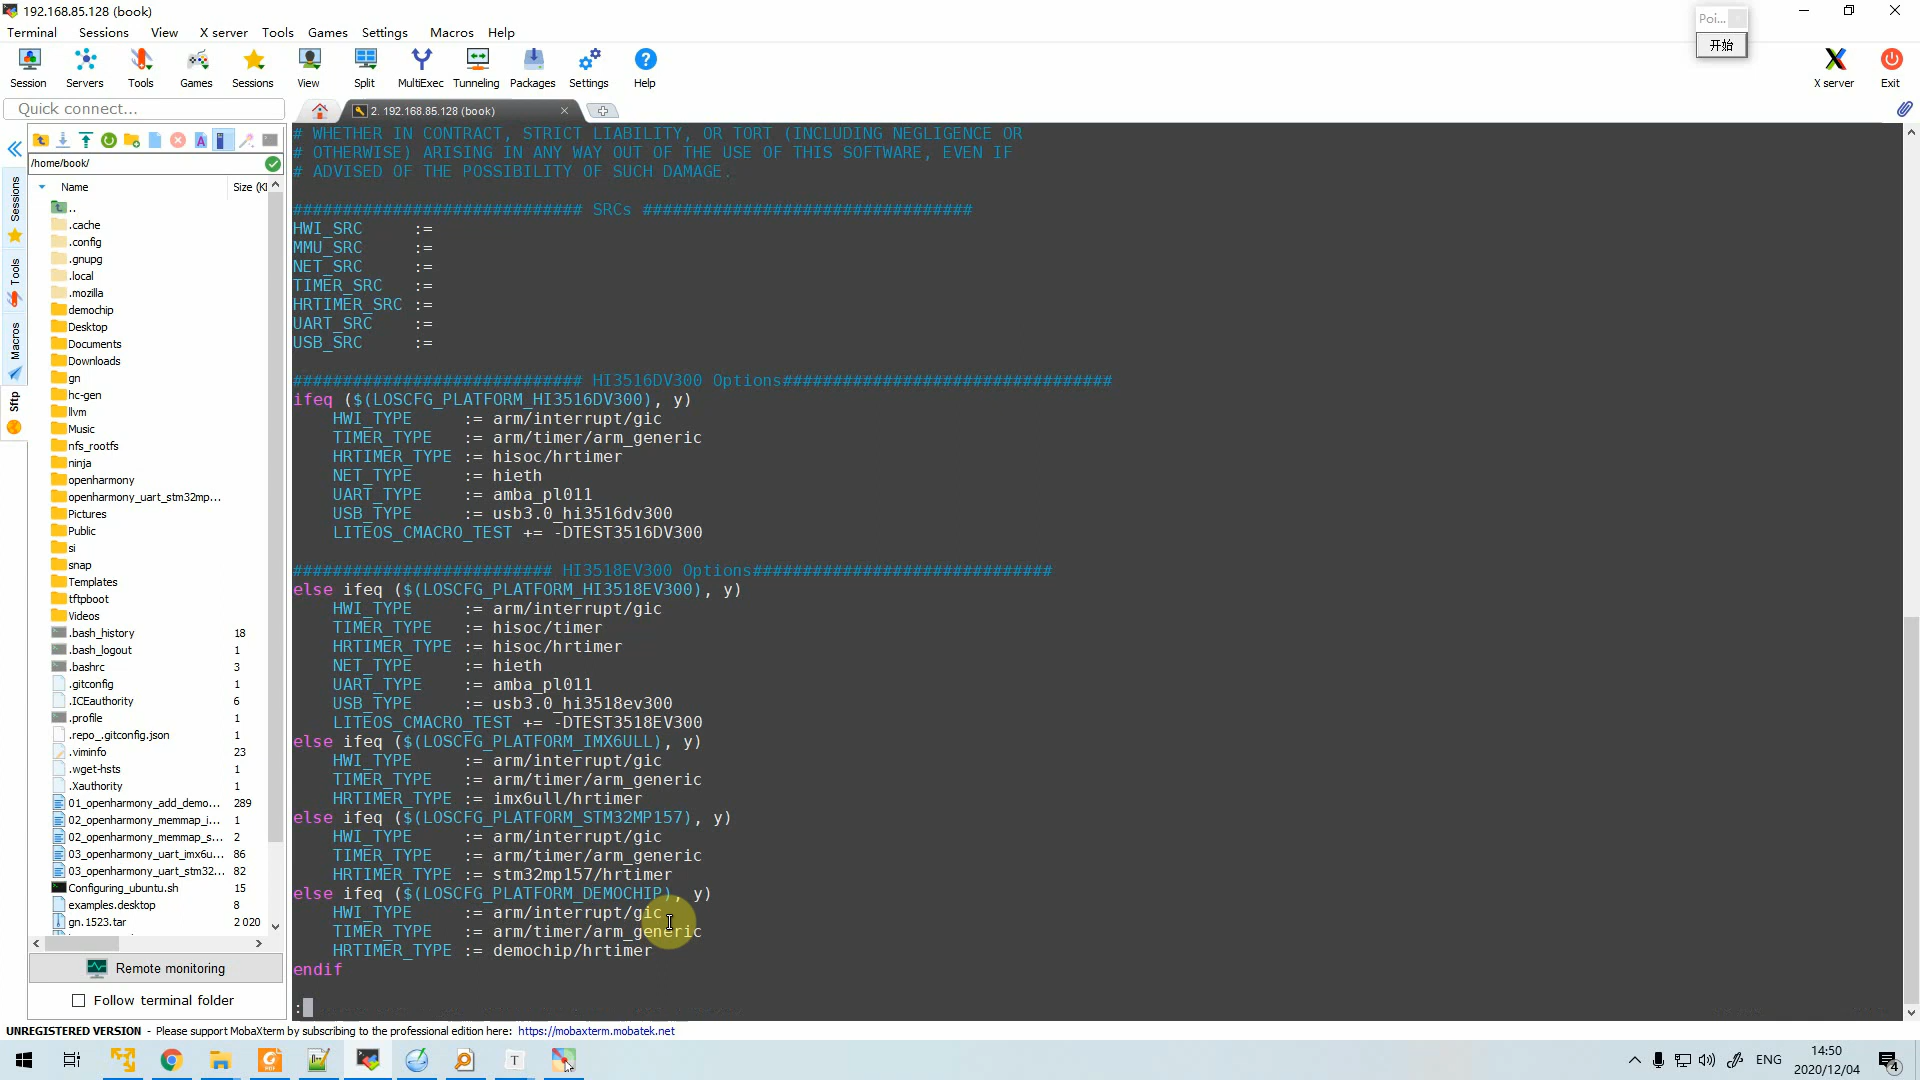 192.168.85.128 (book)
Poi...
开始
Terminal Sessions View X server Tools Games Settings Macros Help
Session Servers Tools Games Sessions View Split MultiExec Tunneling Packages Settings Help X server Exit
Quick connect...
2. 192.168.85.128 (book)
/home/book/
Name Size (KB
Sessions
Tools
Macros
Sftp
..
.cache
.config
.gnupg
.local
.mozilla
demochip
Desktop
Documents
Downloads
gn
hc-gen
llvm
Music
nfs_rootfs
ninja
openharmony
openharmony_uart_stm32mp...
Pictures
Public
si
snap
Templates
tftpboot
Videos
.bash_history 18
.bash_logout 1
.bashrc 3
.gitconfig 1
.ICEauthority 6
.profile 1
.repo_.gitconfig.json 1
.viminfo 23
.wget-hsts 1
.Xauthority 1
01_openharmony_add_demo... 289
02_openharmony_memmap_i... 1
02_openharmony_memmap_s... 2
03_openharmony_uart_imx6u... 86
03_openharmony_uart_stm32... 82
Configuring_ubuntu.sh 15
examples.desktop 8
gn.1523.tar 2 020
Remote monitoring
Follow terminal folder
# WHETHER IN CONTRACT, STRICT LIABILITY, OR TORT (INCLUDING NEGLIGENCE OR
# OTHERWISE) ARISING IN ANY WAY OUT OF THE USE OF THIS SOFTWARE, EVEN IF
# ADVISED OF THE POSSIBILITY OF SUCH DAMAGE.
############################# SRCs #################################
HWI_SRC :=
MMU_SRC :=
NET_SRC :=
TIMER_SRC :=
HRTIMER_SRC :=
UART_SRC :=
USB_SRC :=
############################# HI3516DV300 Options#################################
ifeq ($(LOSCFG_PLATFORM_HI3516DV300), y)
HWI_TYPE := arm/interrupt/gic
TIMER_TYPE := arm/timer/arm_generic
HRTIMER_TYPE := hisoc/hrtimer
NET_TYPE := hieth
UART_TYPE := amba_pl011
USB_TYPE := usb3.0_hi3516dv300
LITEOS_CMACRO_TEST += -DTEST3516DV300
########################## HI3518EV300 Options##############################
else ifeq ($(LOSCFG_PLATFORM_HI3518EV300), y)
HWI_TYPE := arm/interrupt/gic
TIMER_TYPE := hisoc/timer
HRTIMER_TYPE := hisoc/hrtimer
NET_TYPE := hieth
UART_TYPE := amba_pl011
USB_TYPE := usb3.0_hi3518ev300
LITEOS_CMACRO_TEST += -DTEST3518EV300
else ifeq ($(LOSCFG_PLATFORM_IMX6ULL), y)
HWI_TYPE := arm/interrupt/gic
TIMER_TYPE := arm/timer/arm_generic
HRTIMER_TYPE := imx6ull/hrtimer
else ifeq ($(LOSCFG_PLATFORM_STM32MP157), y)
HWI_TYPE := arm/interrupt/gic
TIMER_TYPE := arm/timer/arm_generic
HRTIMER_TYPE := stm32mp157/hrtimer
else ifeq ($(LOSCFG_PLATFORM_DEMOCHIP), y)
HWI_TYPE := arm/interrupt/gic
TIMER_TYPE := arm/timer/arm_generic
HRTIMER_TYPE := demochip/hrtimer
endif
:
UNREGISTERED VERSION - Please support MobaXterm by subscribing to the professional edition here: https://mobaxterm.mobatek.net
ENG
14:50
2020/12/04
4